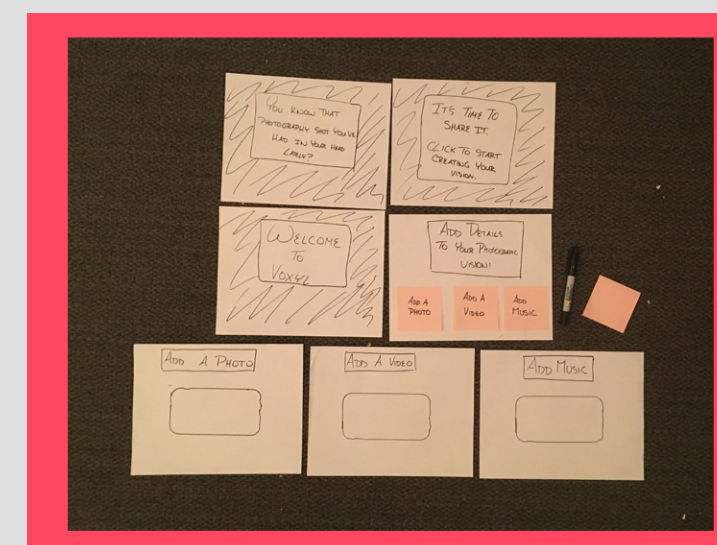 YOU KNOW THAT
PHOTOGRAPHY SHOT YOU'VE
HAD IN YOUR HEAD
LATELY?
IT'S TIME TO
SHARE IT.
CLICK TO START
CREATING YOUR
VISION.
WELCOME
TO
VOXYL
ADD DETAILS
TO YOUR PHOTOGRAPHIC
VISION!
ADD A
PHOTO
ADD A
VIDEO
ADD
MUSIC
ADD A PHOTO
ADD A VIDEO
ADD MUSIC